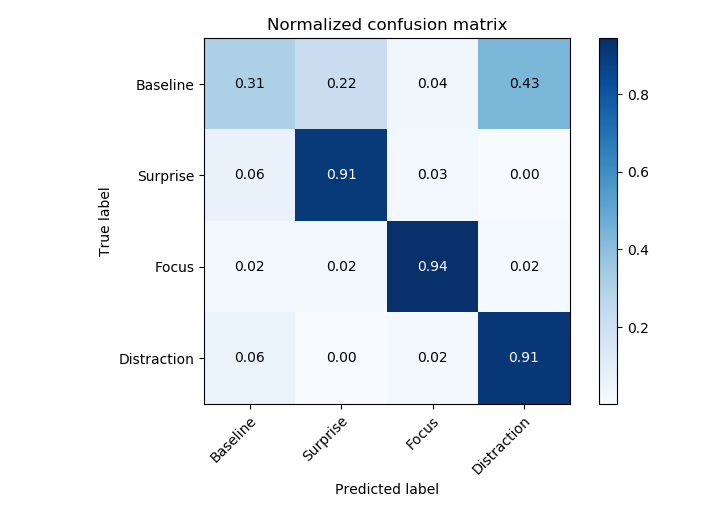 Normalized confusion matrix
True label
Baseline 0.31 0.22 0.04 0.43
Surprise 0.06 0.91 0.03 0.00
Focus 0.02 0.02 0.94 0.02
Distraction 0.06 0.00 0.02 0.91
Baseline Surprise Focus Distraction
Predicted label
0.8
0.6
0.4
0.2